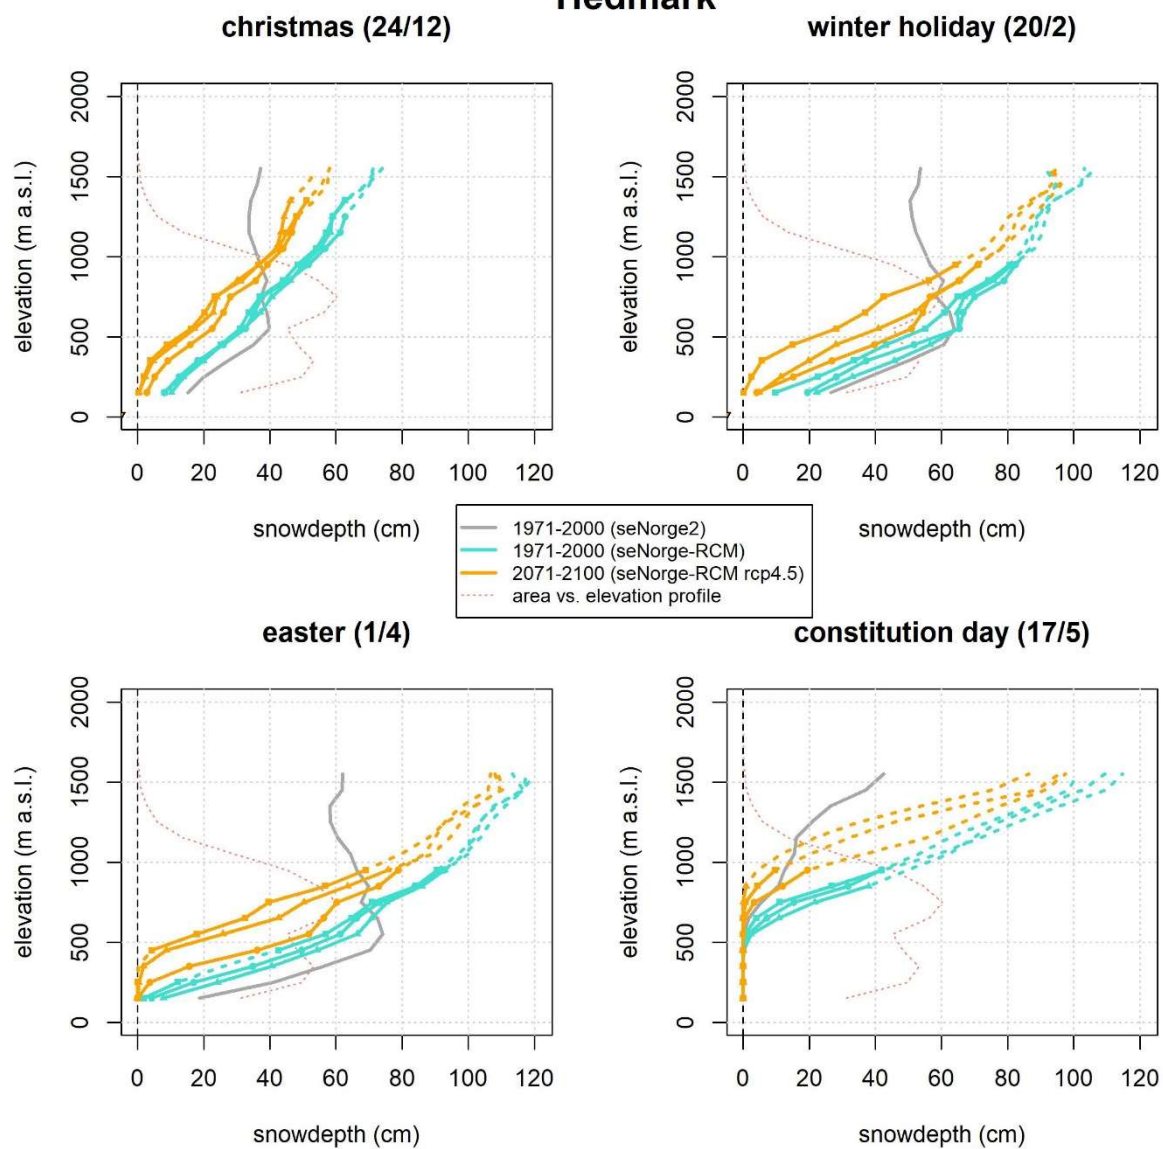 Hedmark
christmas (24/12)
winter holiday (20/2)
elevation (m a.s.l.)
2000
1500
1000
500
0
0 20 40 60 80 100 120
snowdepth (cm)
elevation (m a.s.l.)
2000
1500
1000
500
0
0 20 40 60 80 100 120
snowdepth (cm)
1971-2000 (seNorge2)
1971-2000 (seNorge-RCM)
2071-2100 (seNorge-RCM rcp4.5)
area vs. elevation profile
easter (1/4)
constitution day (17/5)
elevation (m a.s.l.)
2000
1500
1000
500
0
0 20 40 60 80 100 120
snowdepth (cm)
elevation (m a.s.l.)
2000
1500
1000
500
0
0 20 40 60 80 100 120
snowdepth (cm)